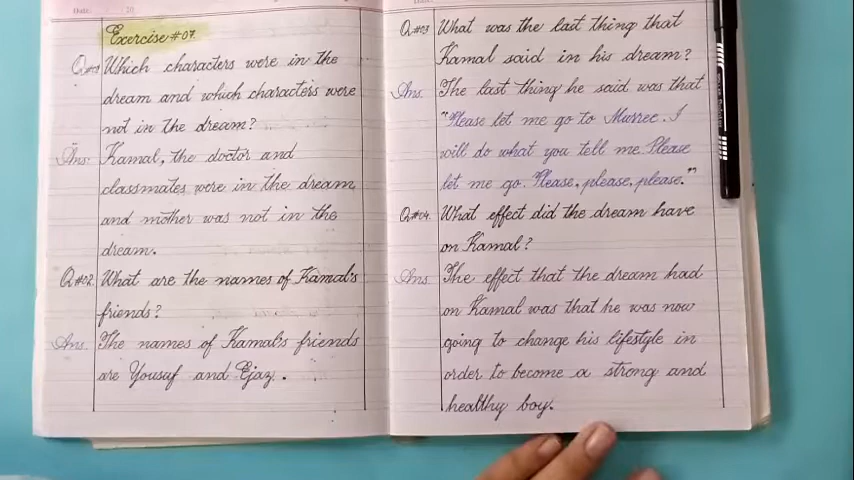 Date:
Exercise#07
Q#01 Which characters were in the
dream and which characters were
not in the dream?
Ans: Kamal, the doctor and
classmates were in the dream
and mother was not in the
dream.
Q#02. What are the names of Kamal's
friends?
Ans. The names of Kamal's friends
are Yousaf and Ejaz.
Q#03 What was the last thing that
Kamal said in his dream?
Ans. The last thing he said was that
"Please let me go to Murree. I
will do what you tell me. Please
let me go. Please, please, please."
Q#04. What effect did the dream have
on Kamal?
Ans. The effect that the dream had
on Kamal was that he was now
going to change his lifestyle in
order to become a strong and
healthy boy.